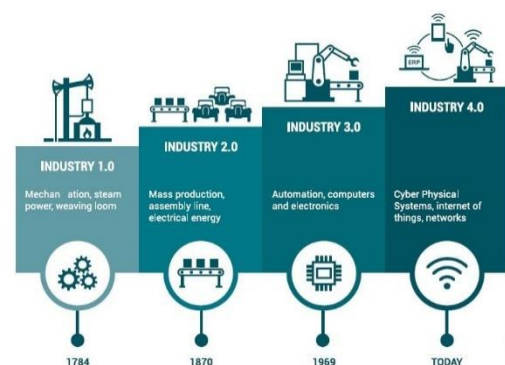 ERP
INDUSTRY 1.0
Mechan ation, steam
power, weaving loom
INDUSTRY 2.0
Mass production,
assembly line,
electrical energy
INDUSTRY 3.0
Automation, computers
and electronics
INDUSTRY 4.0
Cyber Physical
Systems, internet of
things, networks
1784
1870
1969
TODAY